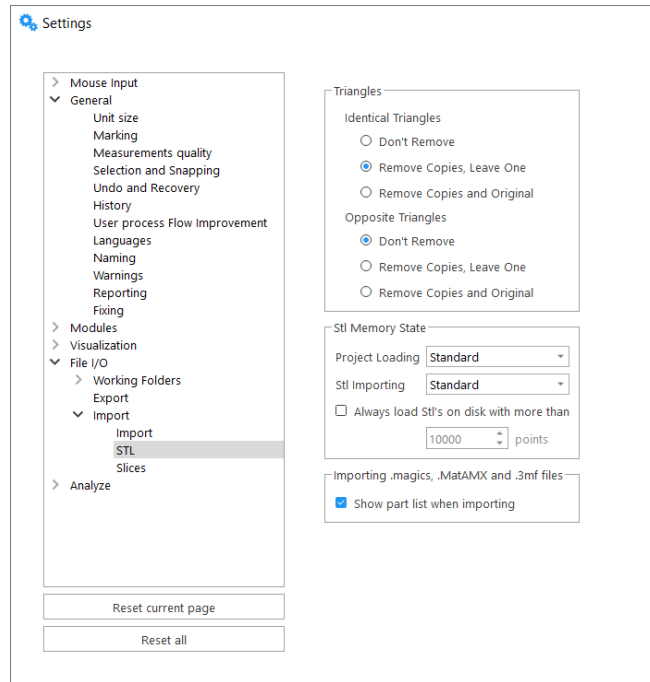 Settings
Mouse Input
General
Unit size
Marking
Measurements quality
Selection and Snapping
Undo and Recovery
History
User process Flow Improvement
Languages
Naming
Warnings
Reporting
Fixing
Modules
Visualization
File I/O
Working Folders
Export
Import
Import
STL
Slices
Analyze
Reset current page
Reset all
Triangles
Identical Triangles
Don't Remove
Remove Copies, Leave One
Remove Copies and Original
Opposite Triangles
Don't Remove
Remove Copies, Leave One
Remove Copies and Original
Stl Memory State
Project Loading Standard
Stl Importing Standard
Always load Stl's on disk with more than
10000 points
Importing .magics, .MatAMX and .3mf files
Show part list when importing